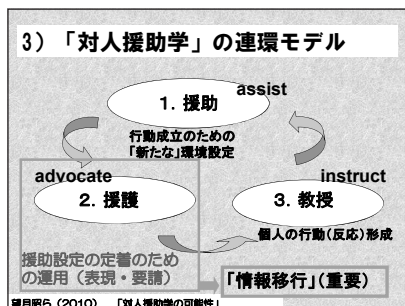 3）「対人援助学」の連環モデル
assist
1. 援助
行動成立のための
「新たな」環境設定
advocate
2. 援護
instruct
3. 教授
個人の行動(反応)形成
援助設定の定着のため
の運用（表現・要請）
「情報移行」(重要)
望月昭ら（2010） 「対人援助学の可能性」